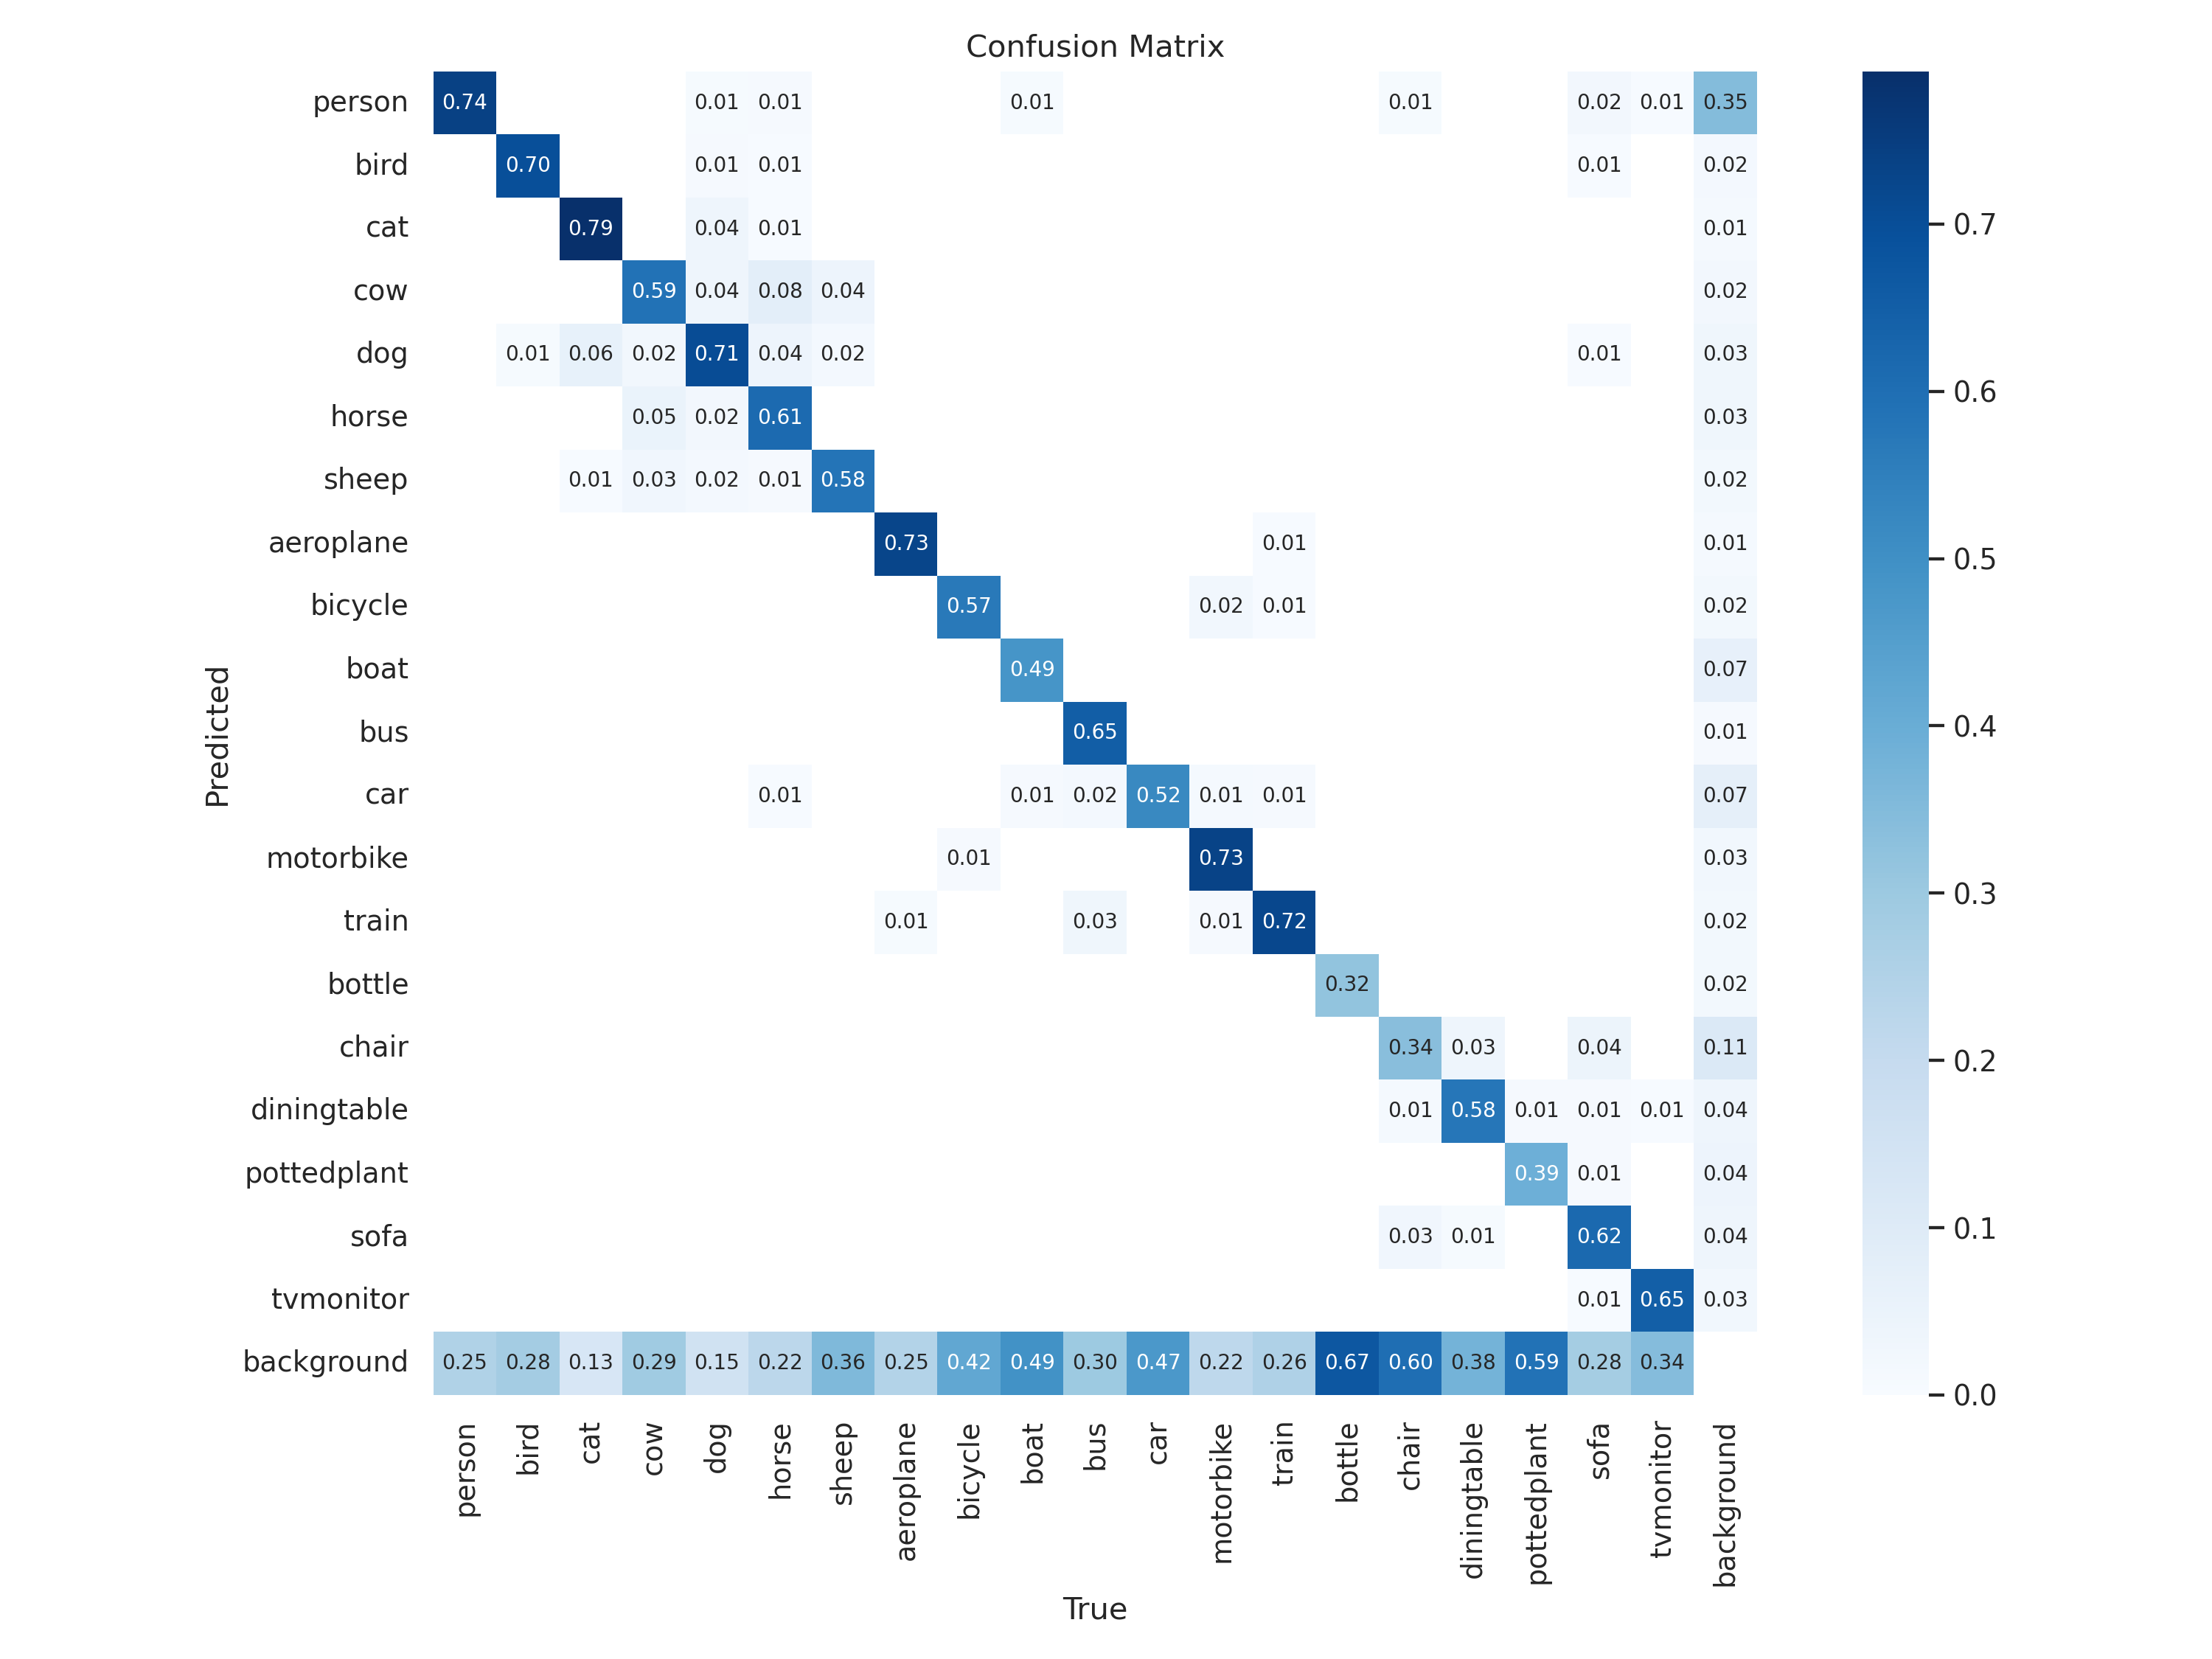 Confusion Matrix
person 0.74 0.01 0.01 0.01 0.01 0.02 0.01 0.35
bird 0.70 0.01 0.01 0.01 0.02
cat 0.79 0.04 0.01 0.01
cow 0.59 0.04 0.08 0.04 0.02
dog 0.01 0.06 0.02 0.71 0.04 0.02 0.01 0.03
horse 0.05 0.02 0.61 0.03
sheep 0.01 0.03 0.02 0.01 0.58 0.02
aeroplane 0.73 0.01 0.01
bicycle 0.57 0.02 0.01 0.02
boat 0.49 0.07
bus 0.65 0.01
car 0.01 0.01 0.02 0.52 0.01 0.01 0.07
motorbike 0.01 0.73 0.03
train 0.01 0.03 0.01 0.72 0.02
bottle 0.32 0.02
chair 0.34 0.03 0.04 0.11
diningtable 0.01 0.58 0.01 0.01 0.01 0.04
pottedplant 0.39 0.01 0.04
sofa 0.03 0.01 0.62 0.04
tvmonitor 0.01 0.65 0.03
background 0.25 0.28 0.13 0.29 0.15 0.22 0.36 0.25 0.42 0.49 0.30 0.47 0.22 0.26 0.67 0.60 0.38 0.59 0.28 0.34
Predicted
person bird cat cow dog horse sheep aeroplane bicycle boat bus car motorbike train bottle chair diningtable pottedplant sofa tvmonitor background
True
0.7
0.6
0.5
0.4
0.3
0.2
0.1
0.0